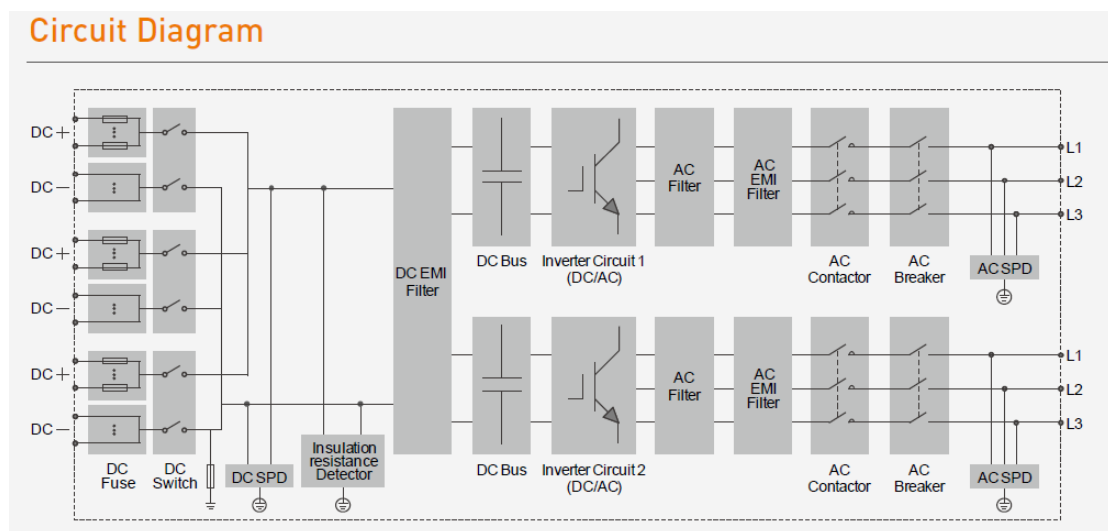 Circuit Diagram
DC+
DC−
DC+
DC−
DC+
DC−
DC
Fuse
DC
Switch
DC SPD
Insulation
resistance
Detector
DC EMI
Filter
DC Bus
Inverter Circuit 1
(DC/AC)
AC
Filter
AC
EMI
Filter
AC
Contactor
AC
Breaker
AC SPD
L1
L2
L3
DC Bus
Inverter Circuit 2
(DC/AC)
AC
Filter
AC
EMI
Filter
AC
Contactor
AC
Breaker
AC SPD
L1
L2
L3